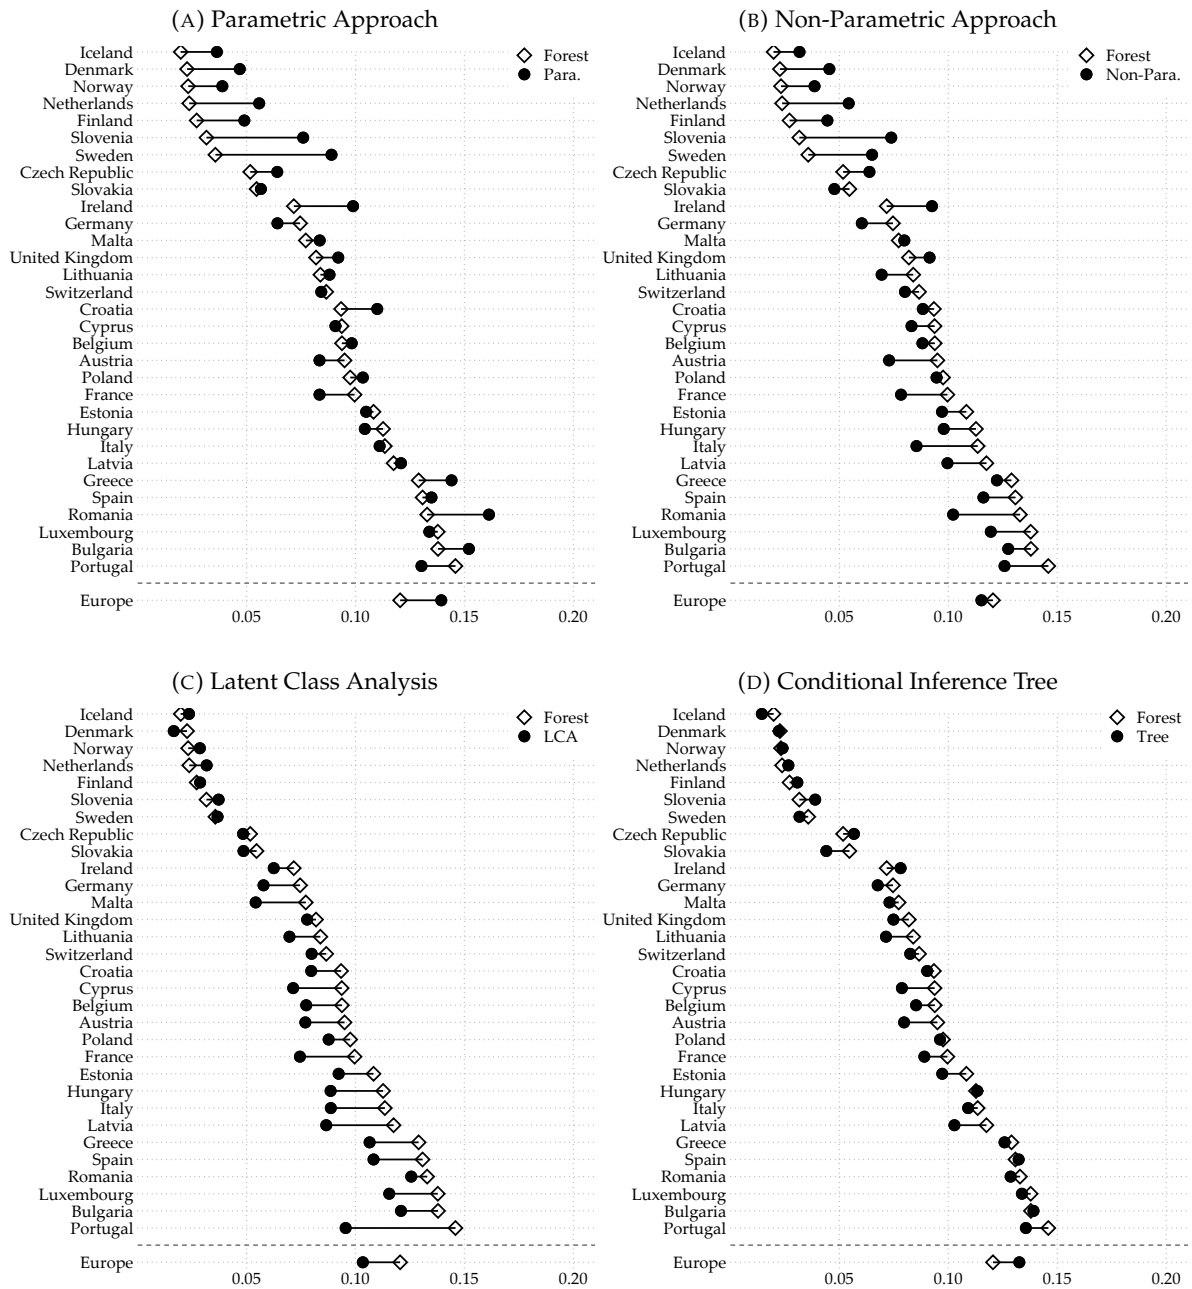 (A) Parametric Approach
Iceland
Denmark
Norway
Netherlands
Finland
Slovenia
Sweden
Czech Republic
Slovakia
Ireland
Germany
Malta
United Kingdom
Lithuania
Switzerland
Croatia
Cyprus
Belgium
Austria
Poland
France
Estonia
Hungary
Italy
Latvia
Greece
Spain
Romania
Luxembourg
Bulgaria
Portugal
Europe
Forest
Para.
0.05 0.10 0.15 0.20
(B) Non-Parametric Approach
Iceland
Denmark
Norway
Netherlands
Finland
Slovenia
Sweden
Czech Republic
Slovakia
Ireland
Germany
Malta
United Kingdom
Lithuania
Switzerland
Croatia
Cyprus
Belgium
Austria
Poland
France
Estonia
Hungary
Italy
Latvia
Greece
Spain
Romania
Luxembourg
Bulgaria
Portugal
Europe
Forest
Non-Para.
0.05 0.10 0.15 0.20
(C) Latent Class Analysis
Iceland
Denmark
Norway
Netherlands
Finland
Slovenia
Sweden
Czech Republic
Slovakia
Ireland
Germany
Malta
United Kingdom
Lithuania
Switzerland
Croatia
Cyprus
Belgium
Austria
Poland
France
Estonia
Hungary
Italy
Latvia
Greece
Spain
Romania
Luxembourg
Bulgaria
Portugal
Europe
Forest
LCA
0.05 0.10 0.15 0.20
(D) Conditional Inference Tree
Iceland
Denmark
Norway
Netherlands
Finland
Slovenia
Sweden
Czech Republic
Slovakia
Ireland
Germany
Malta
United Kingdom
Lithuania
Switzerland
Croatia
Cyprus
Belgium
Austria
Poland
France
Estonia
Hungary
Italy
Latvia
Greece
Spain
Romania
Luxembourg
Bulgaria
Portugal
Europe
Forest
Tree
0.05 0.10 0.15 0.20